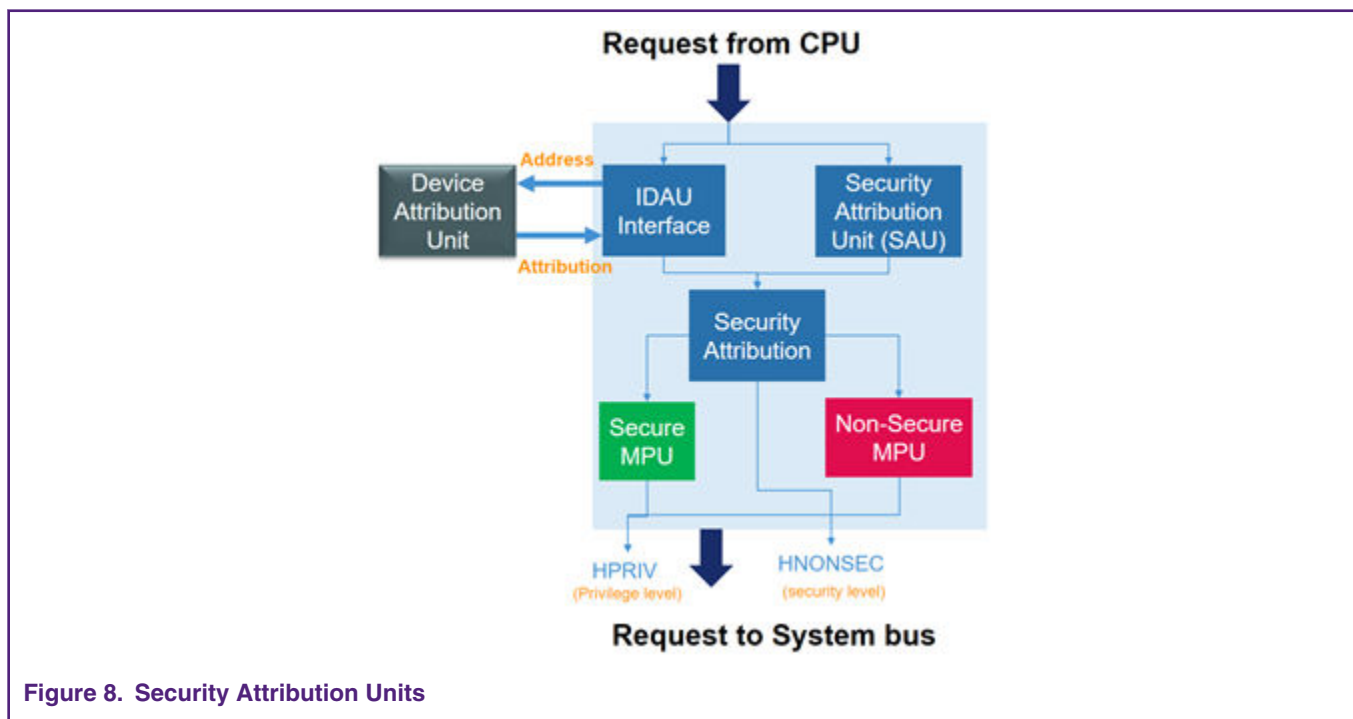 Request from CPU
Address
Device
Attribution
Unit
Attribution
IDAU
Interface
Security
Attribution
Unit (SAU)
Security
Attribution
Secure
MPU
Non-Secure
MPU
HPRIV
(Privilege level)
HNONSEC
(security level)
Request to System bus
Figure 8. Security Attribution Units